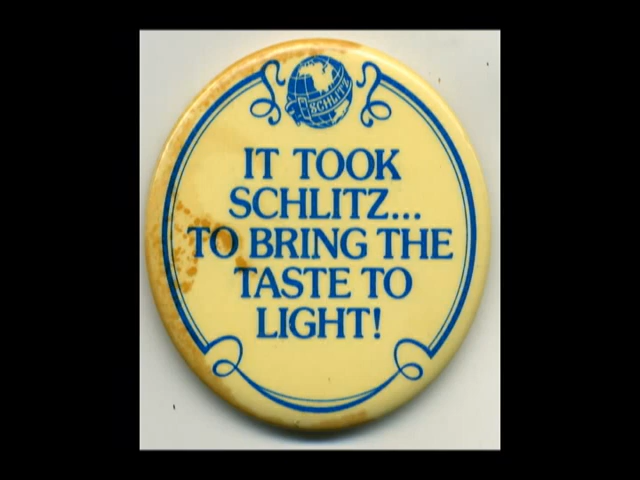 SCHLITZ
IT TOOK
SCHLITZ...
TO BRING THE
TASTE TO
LIGHT!